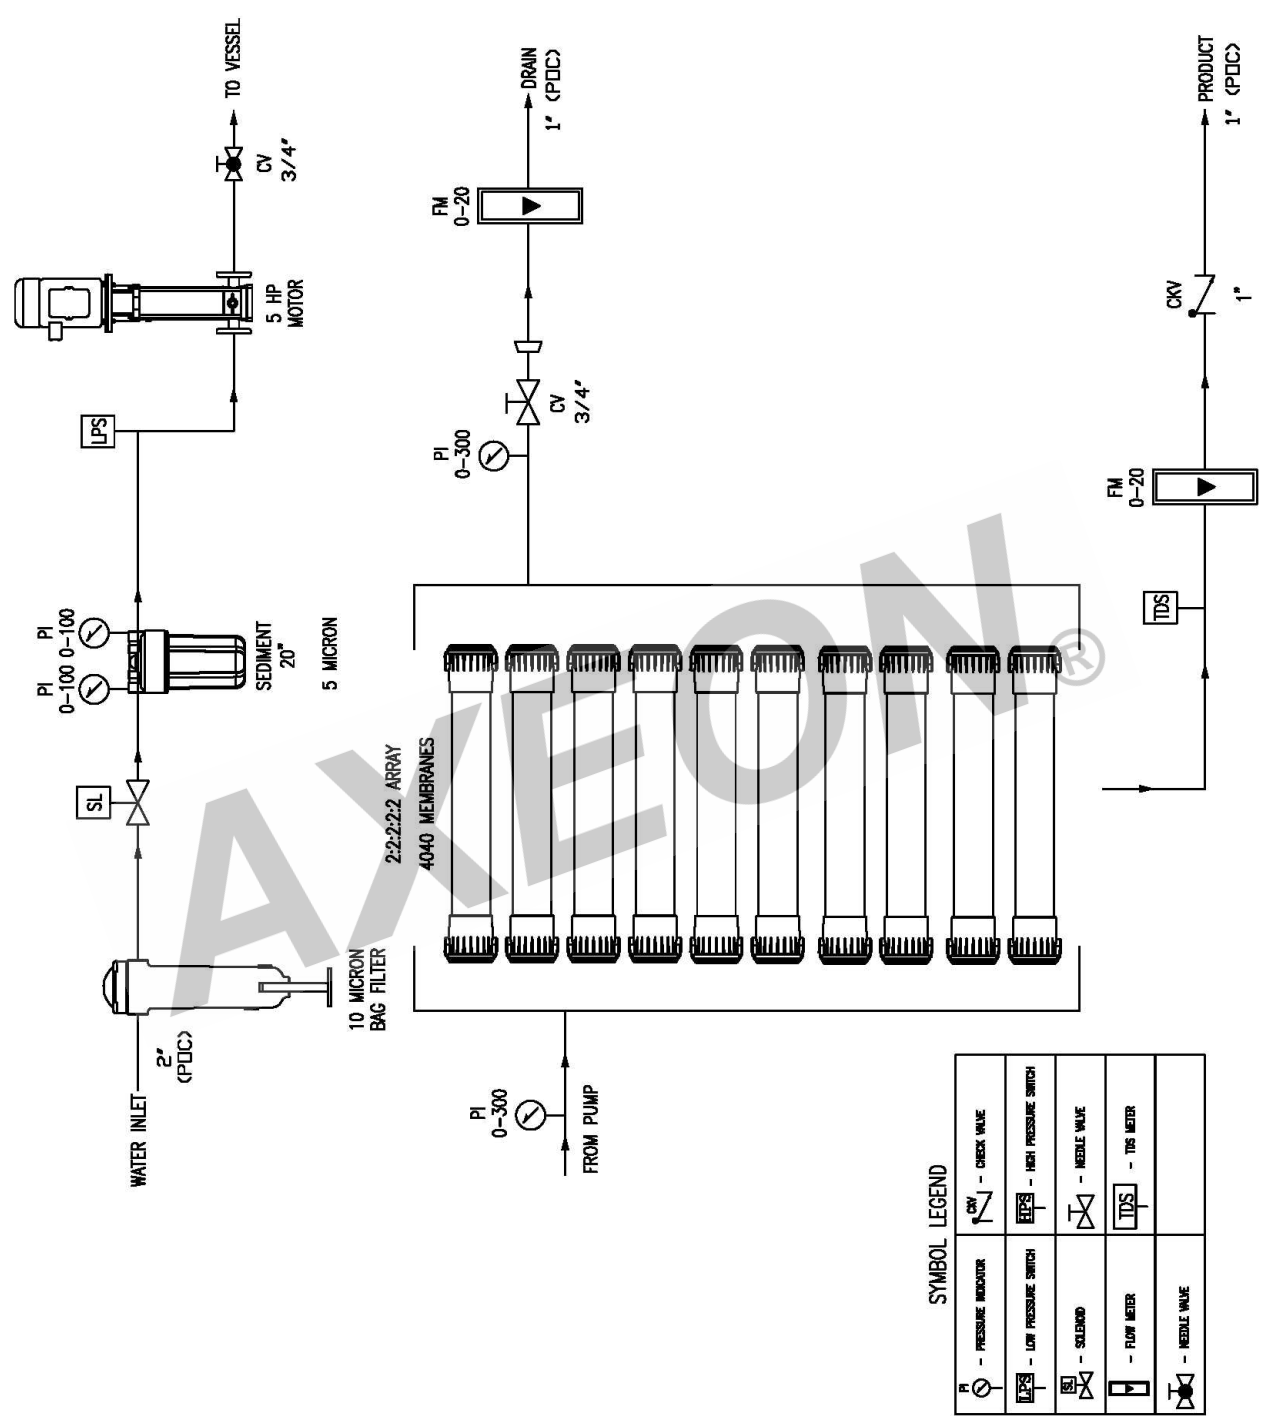 WATER INLET
2"
(POC)
10 MICRON
BAG FILTER
SL
PI
0-100
PI
0-100
SEDIMENT
20"
5 MICRON
LPS
5 HP
MOTOR
CV
3/4"
TO VESSEL
FROM PUMP
PI
0-300
2:2:2:2:2 ARRAY
4040 MEMBRANES
PI
0-300
CV
3/4"
FM
0-20
DRAIN
1" (POC)
TDS
FM
0-20
CKV
1"
PRODUCT
1" (POC)
AXEON®
SYMBOL LEGEND
PI - PRESSURE INDICATOR
CKV - CHECK VALVE
LPS - LOW PRESSURE SWITCH
HPS - HIGH PRESSURE SWITCH
SL - SOLENOID
- NEEDLE VALVE
- FLOW METER
TDS - TDS METER
- NEEDLE VALVE